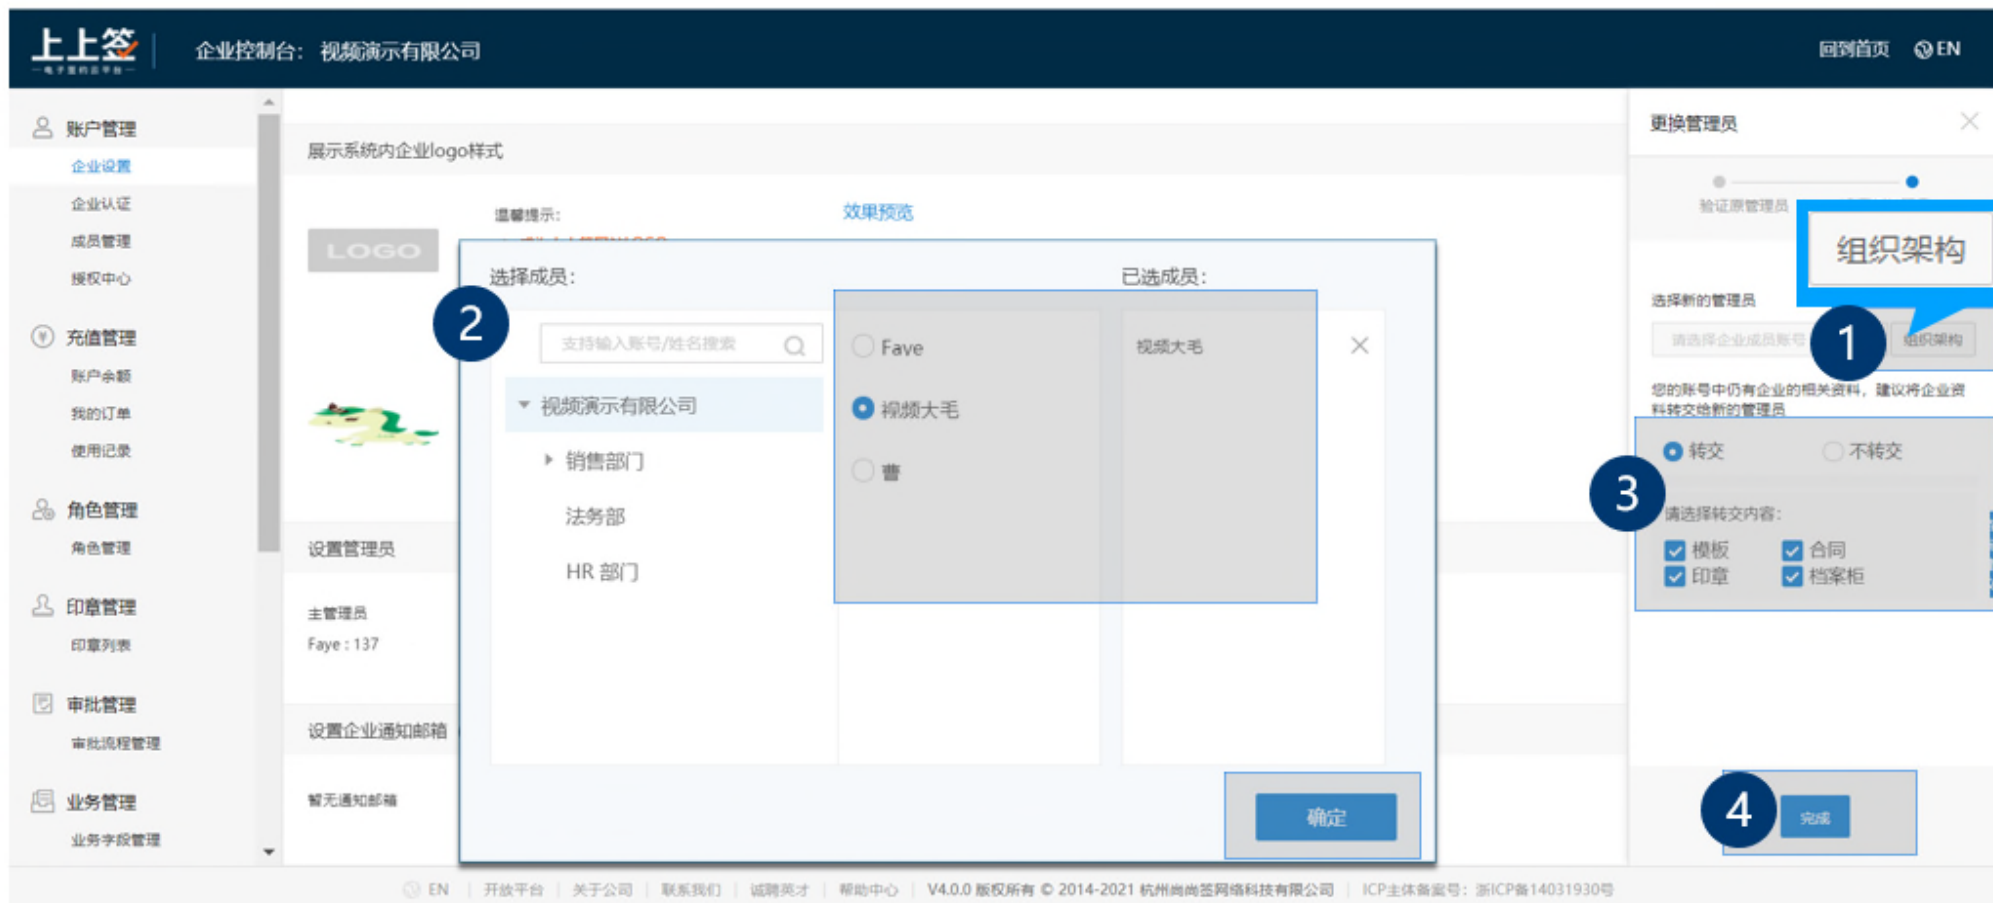 上上签
企业控制台：视频演示有限公司
回到首页
EN
账户管理
企业设置
企业认证
成员管理
授权中心
充值管理
账户余额
我的订单
使用记录
角色管理
角色管理
印章管理
印章列表
审批管理
审批流程管理
业务管理
业务字段管理
展示系统内企业logo样式
LOGO
温馨提示：
效果预览
设置管理员
主管理员
Faye : 137
设置企业通知邮箱
暂无通知邮箱
2
选择成员：
支持输入账号/姓名搜索
视频演示有限公司
销售部门
法务部
HR 部门
Fave
视频大毛
曹
已选成员：
视频大毛
确定
更换管理员
验证原管理员
组织架构
选择新的管理员
请选择企业成员账号
1
组织架构
您的账号中仍有企业的相关资料，建议将企业资
料转交给新的管理员
3
转交 不转交
请选择转交内容：
模板 合同
印章 档案柜
4
完成
EN | 开放平台 | 关于公司 | 联系我们 | 诚聘英才 | 帮助中心 | V4.0.0 版权所有 © 2014-2021 杭州尚尚签网络科技有限公司 | ICP主体备案号：浙ICP备14031930号